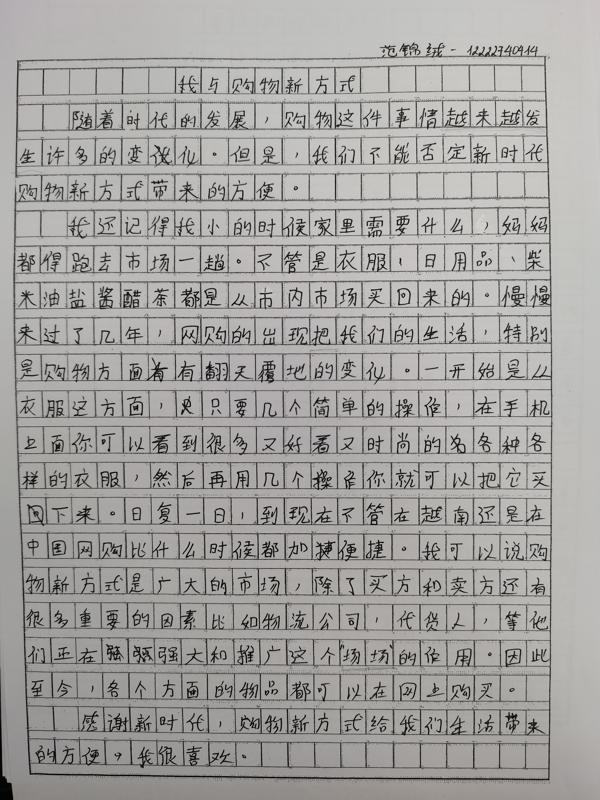 范锦绒 - 12222740414
我与购物新方式
随着时代的发展，购物这件事情越来越发
生许多的变化。但是，我们不能否定新时代
购物新方式带来的方便。
我还记得我小的时候家里需要什么，妈妈
都得跑去市场一趟。不管是衣服，日用品，柴
米油盐酱醋茶都是从市内市场买回来的。慢慢
来过了几年，网购的出现把我们的生活，特别
是购物方面着有翻天覆地的变化。一开始是从
衣服这方面，只要几个简单的操作，在手机
上面你可以看到很多又好看又时尚的各种各
样的衣服，然后再用几个操作你就可以把它买
下来。日复一日，到现在不管在越南还是在
中国网购比什么时候都加捷便捷。我可以说购
物新方式是广大的市场，除了买方和卖方还有
很多重要的因素比如物流公司，代货人，等他
们正在强大和推广这个"场场"的作用。因此
至今，各个方面的物品都可以在网上购买。
感谢新时代，购物新方式给我们生活带来
的方便，我很喜欢。